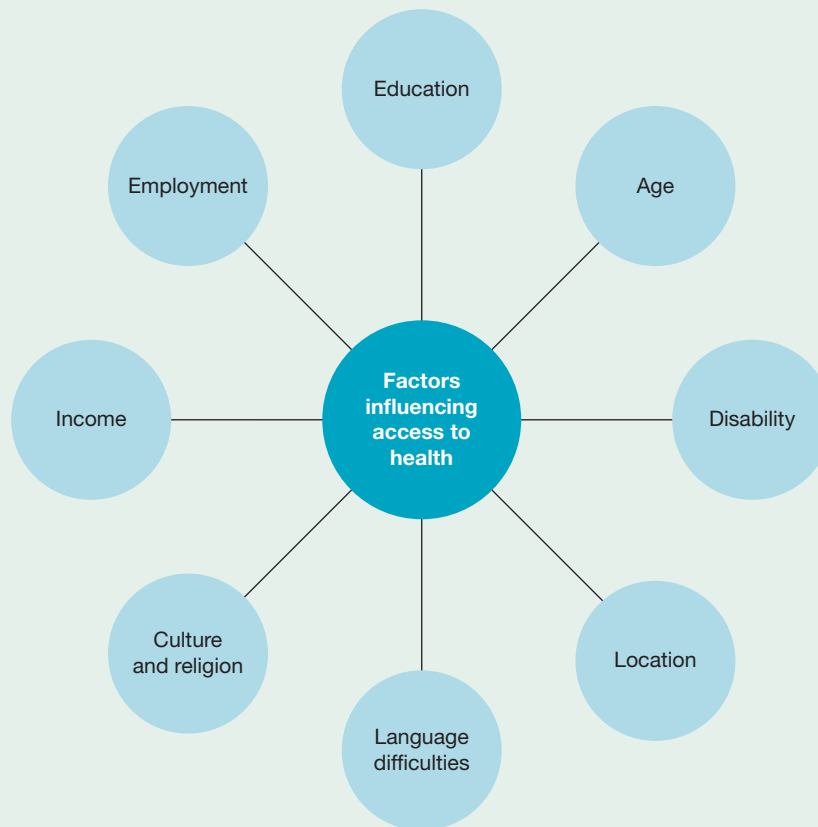 Education
Employment
Age
Factors
influencing
access to
health
Income
Disability
Culture
and religion
Location
Language
difficulties